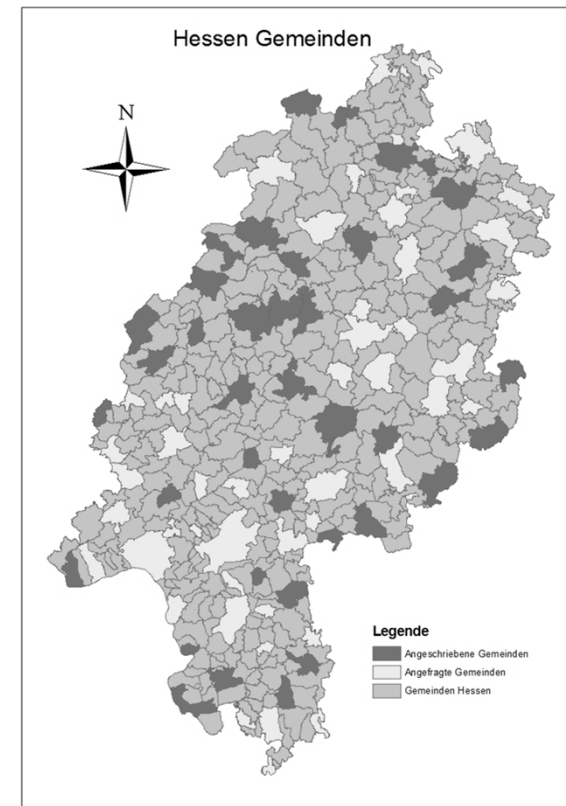 Hessen Gemeinden
N
Legende
Angeschriebene Gemeinden
Angefragte Gemeinden
Gemeinden Hessen